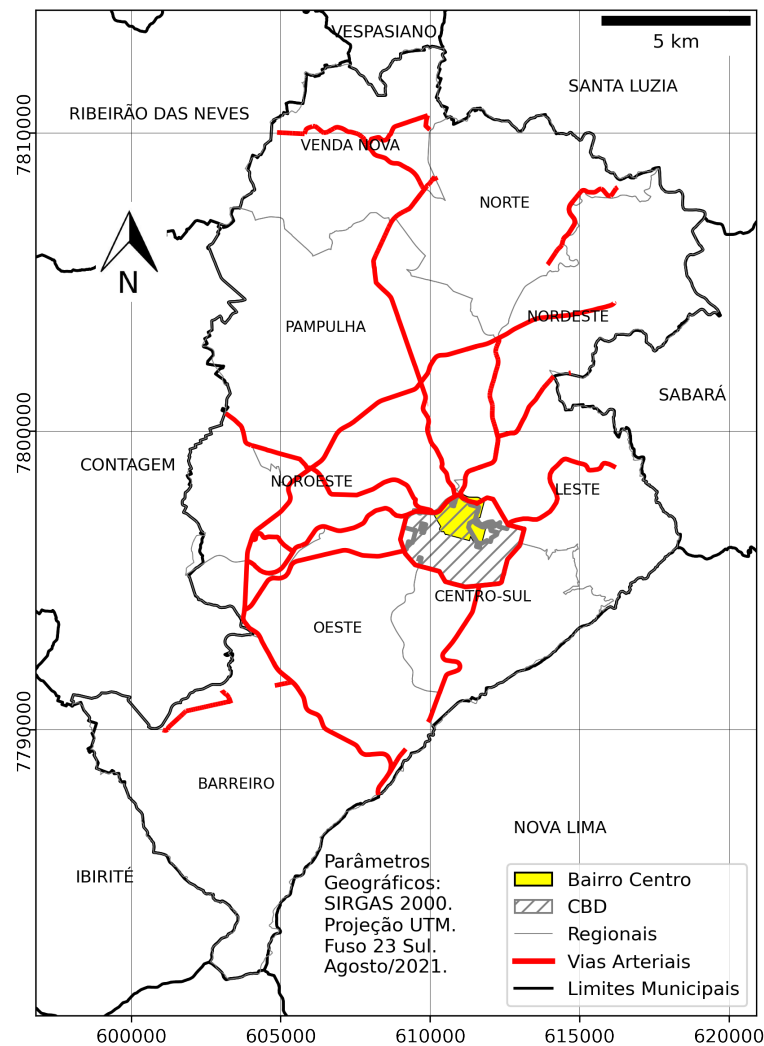 VESPASIANO
5 km
SANTA LUZIA
RIBEIRÃO DAS NEVES
7810000
VENDA NOVA
NORTE
N
PAMPULHA
NORDESTE
SABARÁ
7800000
CONTAGEM
NOROESTE
LESTE
CENTRO-SUL
OESTE
7790000
BARREIRO
NOVA LIMA
IBIRITÉ
Parâmetros
Geográficos:
SIRGAS 2000.
Projeção UTM.
Fuso 23 Sul.
Agosto/2021.
Bairro Centro
CBD
Regionais
Vias Arteriais
Limites Municipais
600000 605000 610000 615000 620000